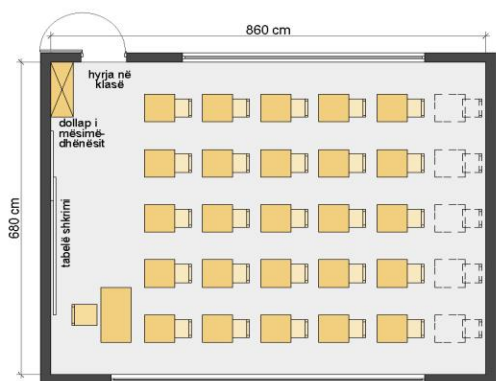 860 cm
hyrja në
klasë
dollap i
mësimë-
dhënësit
680 cm
tabelë shkrimi